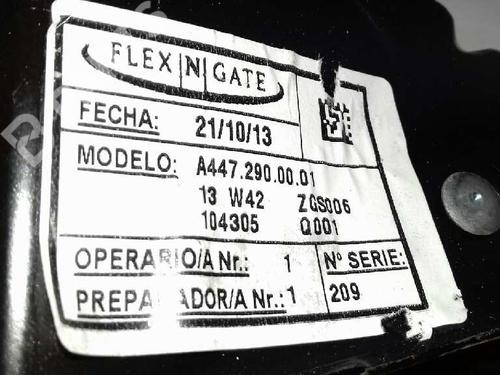 FLEX|N|GATE
FECHA: 21/10/13
MODELO: A447.290.00.01
13 W42 ZGS006
104305 Q001
OPERARIO/A Nr.: 1 Nº SERIE:
PREPARADOR/A Nr.: 1 209